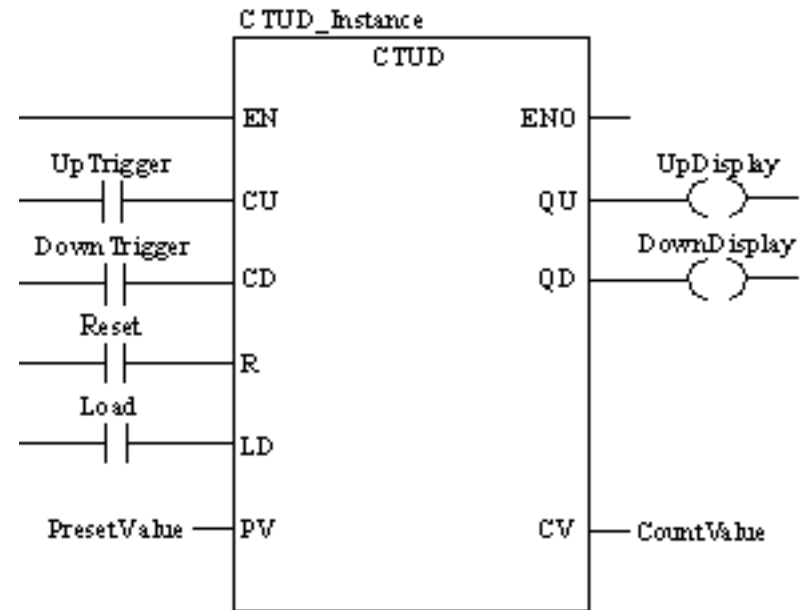 CTUD_Instance
CTUD
EN ENO
UpTrigger UpDisplay
CU QU
DownTrigger DownDisplay
CD QD
Reset
R
Load
LD
PresetValue PV CV CountValue